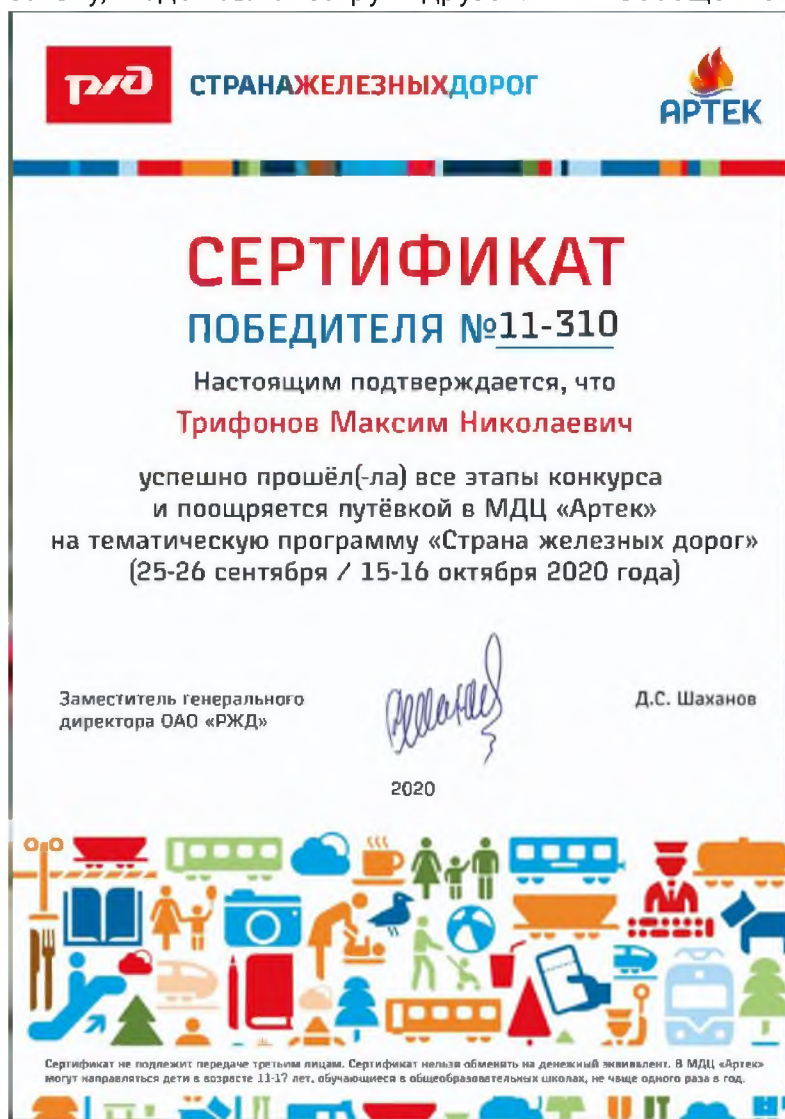 ржд
СТРАНАЖЕЛЕЗНЫХДОРОГ
АРТЕК
СЕРТИФИКАТ
ПОБЕДИТЕЛЯ №11-310
Настоящим подтверждается, что
Трифонов Максим Николаевич
успешно прошёл(-ла) все этапы конкурса
и поощряется путёвкой в МДЦ «Артек»
на тематическую программу «Страна железных дорог»
(25-26 сентября / 15-16 октября 2020 года)
Заместитель генерального
директора ОАО «РЖД»
Д.С. Шаханов
2020
Сертификат не подлежит передаче третьим лицам. Сертификат нельзя обменять на денежный эквивалент. В МДЦ «Артек»
могут направляться дети в возрасте 11-17 лет, обучающиеся в общеобразовательных школах, не чаще одного раза в год.